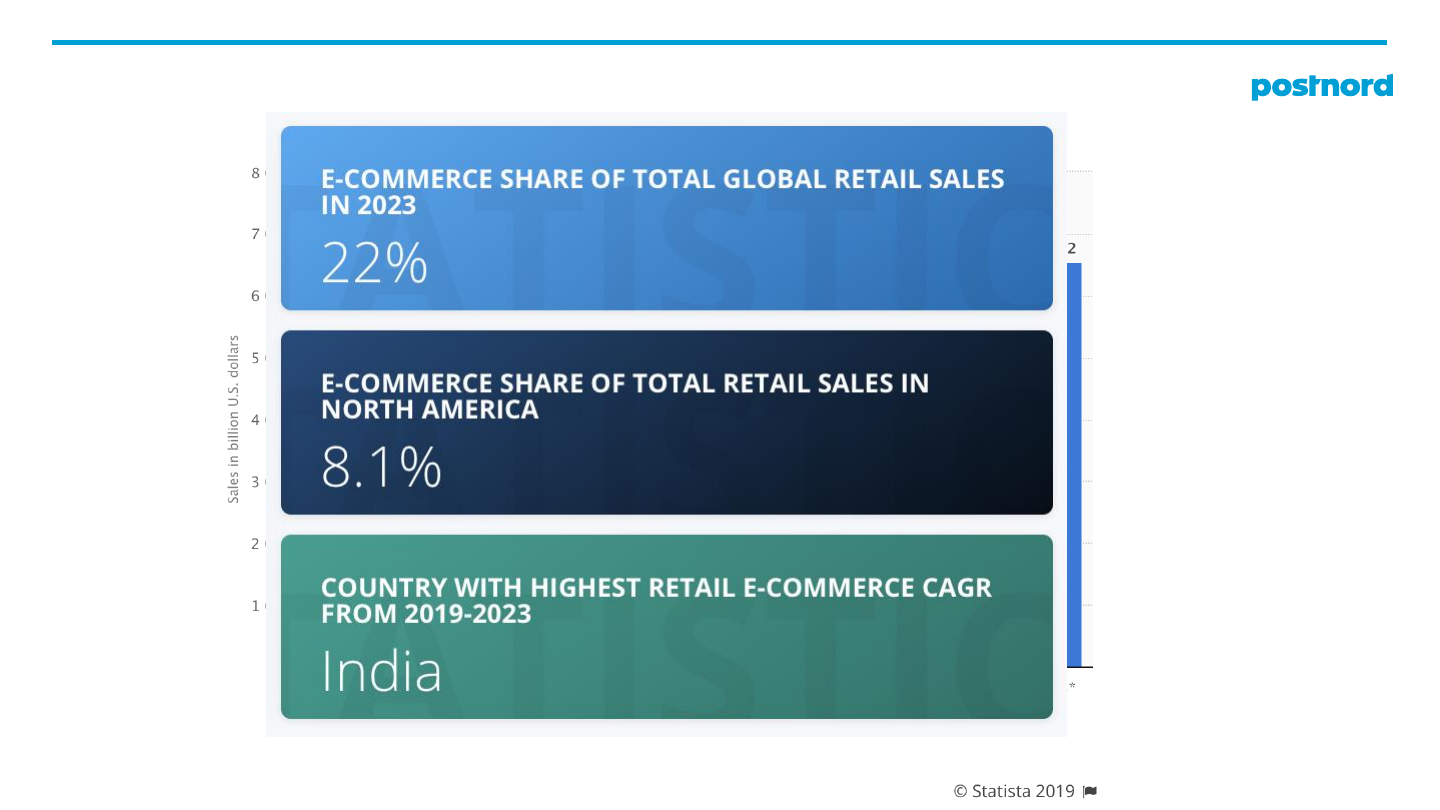 postnord
E-COMMERCE SHARE OF TOTAL GLOBAL RETAIL SALES
IN 2023
22%
E-COMMERCE SHARE OF TOTAL RETAIL SALES IN
NORTH AMERICA
8.1%
COUNTRY WITH HIGHEST RETAIL E-COMMERCE CAGR
FROM 2019-2023
India
Sales in billion U.S. dollars
8
7
6
5
4
3
2
1
2
*
© Statista 2019